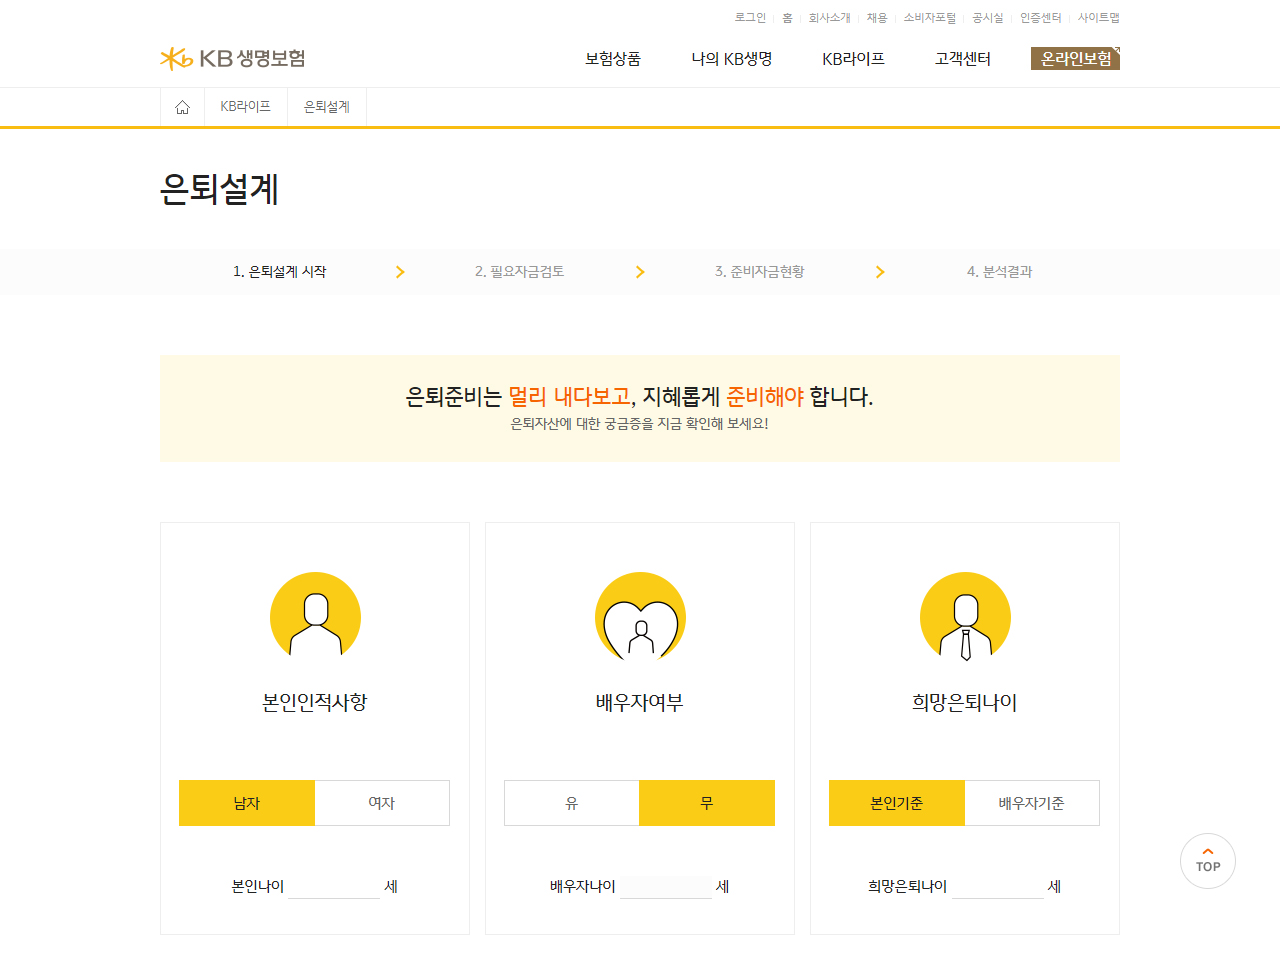 로그인 홈 회사소개 채용 소비자포털 공시실 인증센터 사이트맵
KB 생명보험 보험상품 나의 KB생명 KB라이프 고객센터 온라인보험
KB라이프 은퇴설계
은퇴설계
1. 은퇴설계 시작 2. 필요자금검토 3. 준비자금현황 4. 분석결과
은퇴준비는 멀리 내다보고, 지혜롭게 준비해야 합니다.
은퇴자산에 대한 궁금증을 지금 확인해 보세요!
본인인적사항 배우자여부 희망은퇴나이
남자 여자 유 무 본인기준 배우자기준
TOP
본인나이 세 배우자나이 세 희망은퇴나이 세